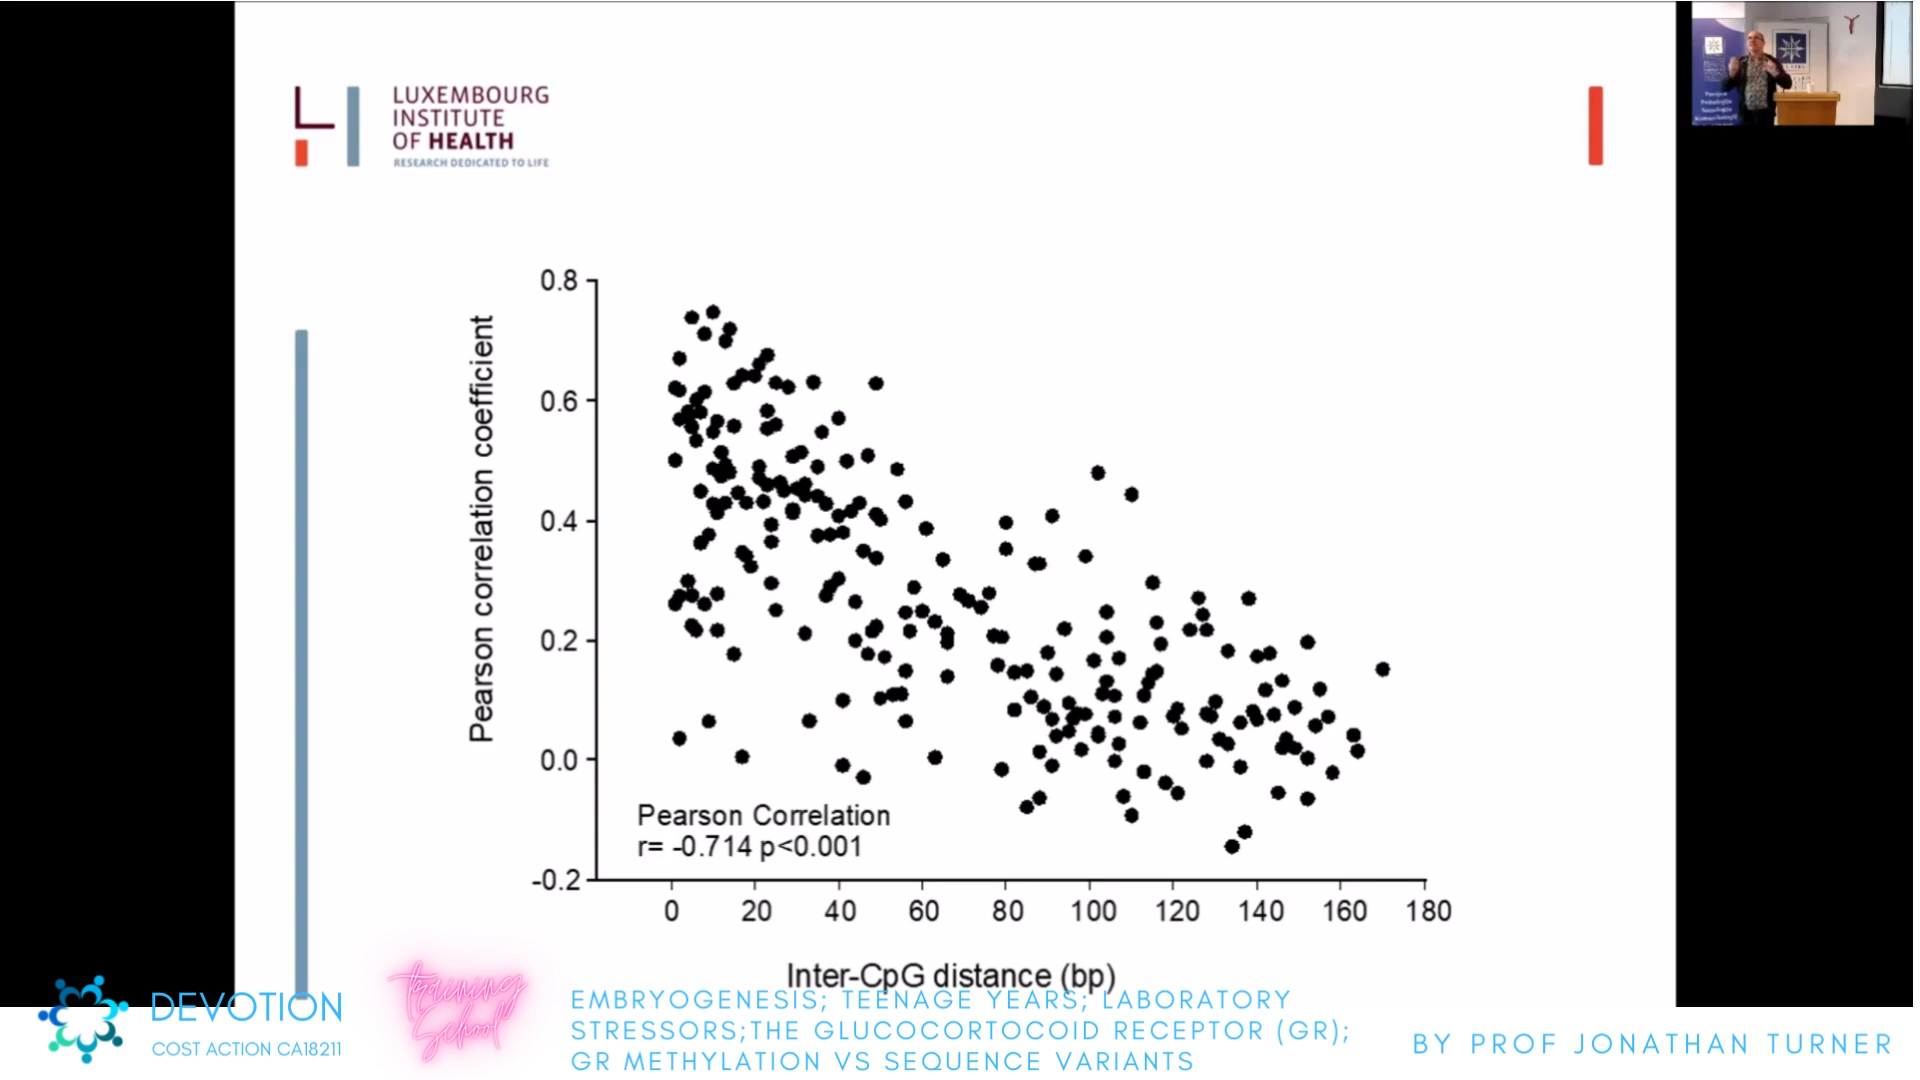 LUXEMBOURG
INSTITUTE
OF HEALTH
RESEARCH DEDICATED TO LIFE
Pearson correlation coefficient
0.8
0.6
0.4
0.2
0.0
-0.2
Pearson Correlation
r= -0.714 p<0.001
0 20 40 60 80 100 120 140 160 180
Inter-CpG distance (bp)
DEVOTION
COST ACTION CA18211
Training
School
EMBRYOGENESIS; TEENAGE YEARS; LABORATORY
STRESSORS;THE GLUCOCORTOCOID RECEPTOR (GR);
GR METHYLATION VS SEQUENCE VARIANTS
BY PROF JONATHAN TURNER